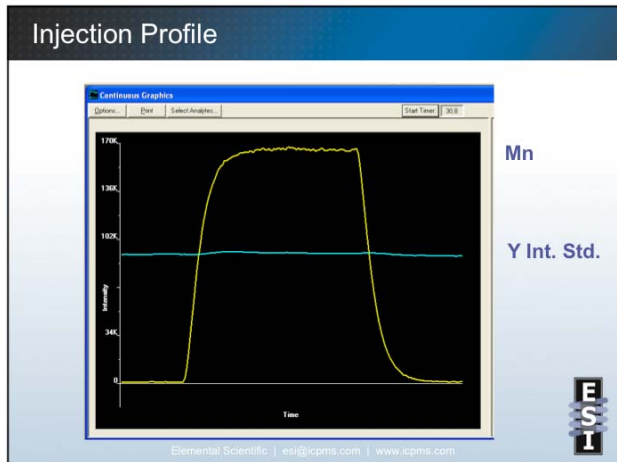 Injection Profile
Continuous Graphics
Options... Print Select Analytes... Start Timer 30.8
170K
136K
102K
34K
0
Intensity
Time
Mn
Y Int. Std.
ESI
Elemental Scientific | esi@icpms.com | www.icpms.com